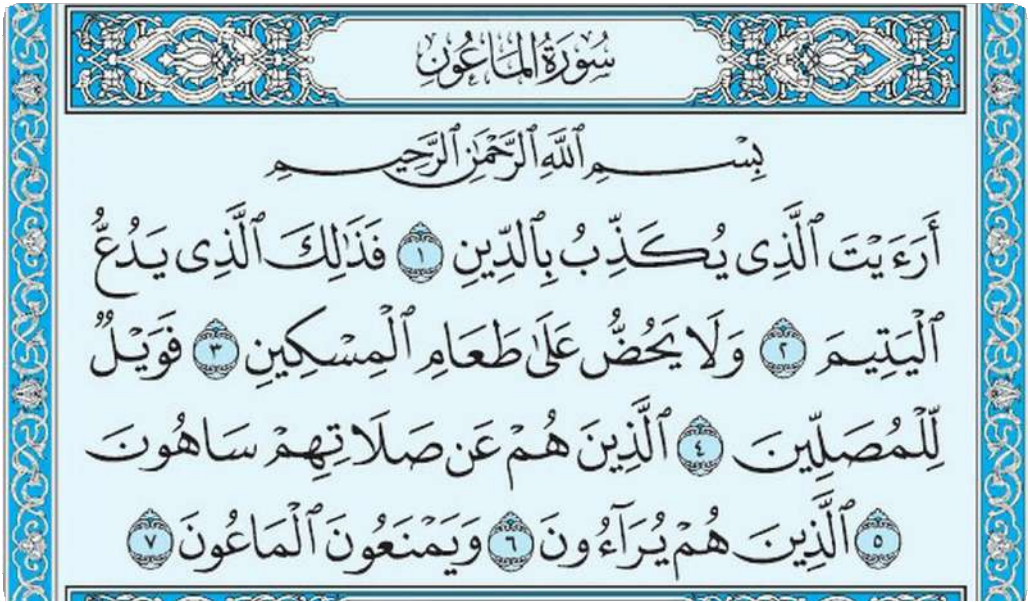 سُورَةُ المَاعُونِ
بِسْمِ ٱللَّهِ ٱلرَّحْمَٰنِ ٱلرَّحِيمِ
أَرَءَيْتَ ٱلَّذِى يُكَذِّبُ بِٱلدِّينِ ١ فَذَٰلِكَ ٱلَّذِى يَدُعُّ
ٱلْيَتِيمَ ٢ وَلَا يَحُضُّ عَلَىٰ طَعَامِ ٱلْمِسْكِينِ ٣ فَوَيْلٌ
لِّلْمُصَلِّينَ ٤ ٱلَّذِينَ هُمْ عَن صَلَاتِهِمْ سَاهُونَ
٥ ٱلَّذِينَ هُمْ يُرَآءُونَ ٦ وَيَمْنَعُونَ ٱلْمَاعُونَ ٧